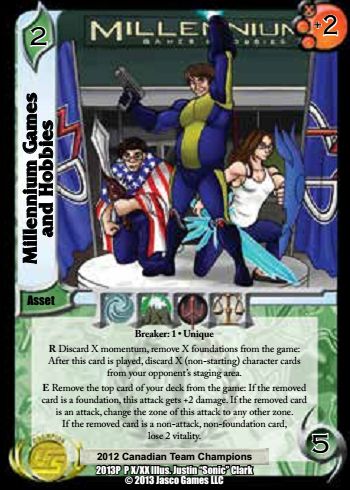 2
MILLENNIUM
GAMES & HOBBIES
+2
Millennium Games
and Hobbies
Asset
Breaker: 1 • Unique
R Discard X momentum, remove X foundations from the game:
After this card is played, discard X (non-starting) character cards
from your opponent's staging area.
E Remove the top card of your deck from the game: If the removed
card is a foundation, this attack gets +2 damage. If the removed card
is an attack, change the zone of this attack to any other zone.
If the removed card is a non-attack, non-foundation card,
lose 2 vitality.
5
2012 Canadian Team Champions
2013P P X/XX Illus. Justin "Sonic" Clark
© 2013 Jasco Games LLC